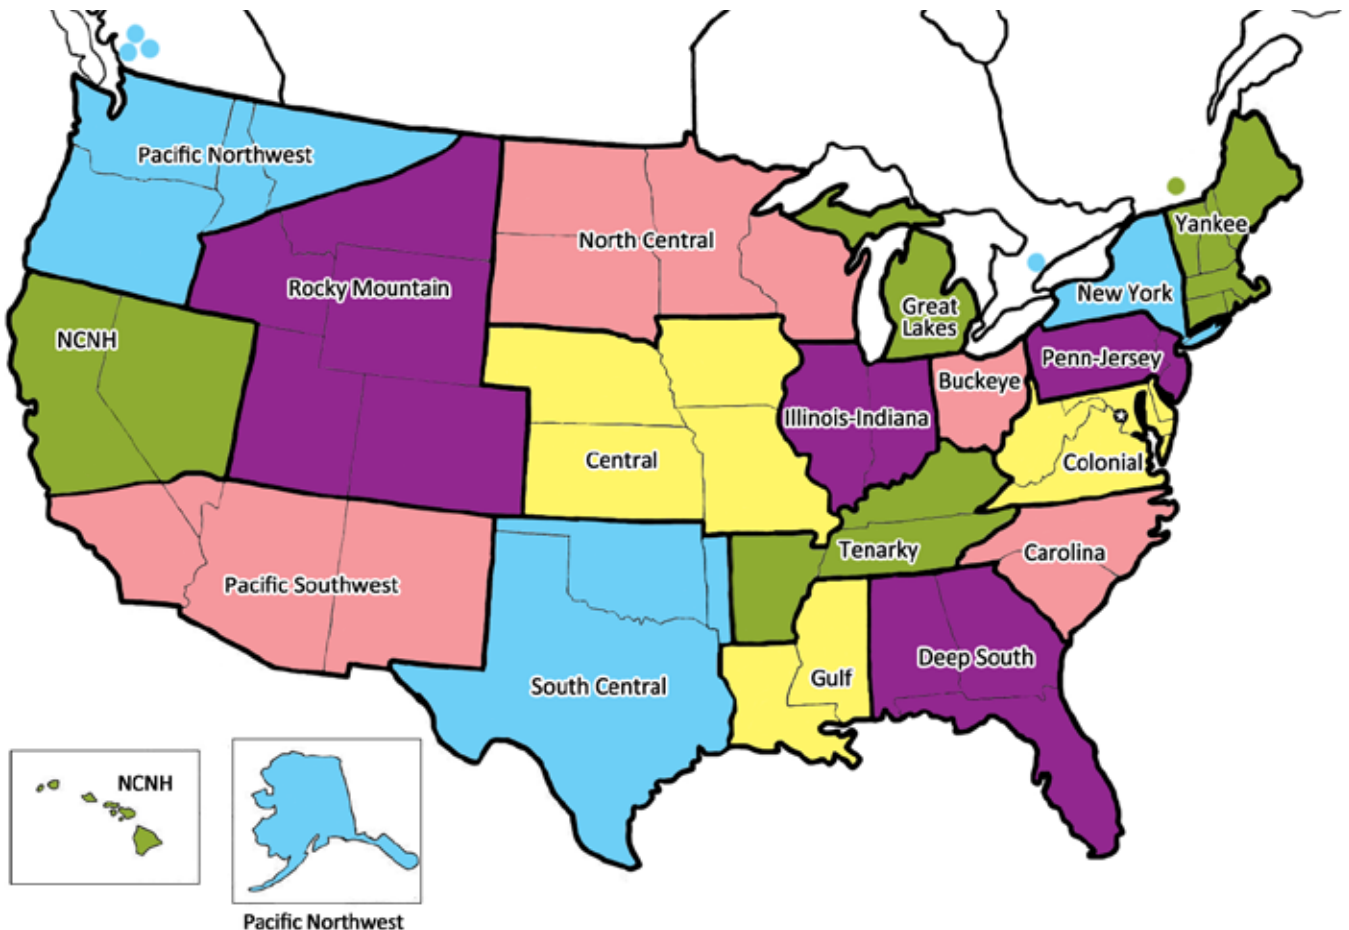 Pacific Northwest
Yankee
North Central
Rocky Mountain
New York
Great
Lakes
NCNH
Penn-Jersey
Buckeye
Illinois-Indiana
Central
Colonial
Tenarky
Carolina
Pacific Southwest
Deep South
Gulf
South Central
NCNH
Pacific Northwest